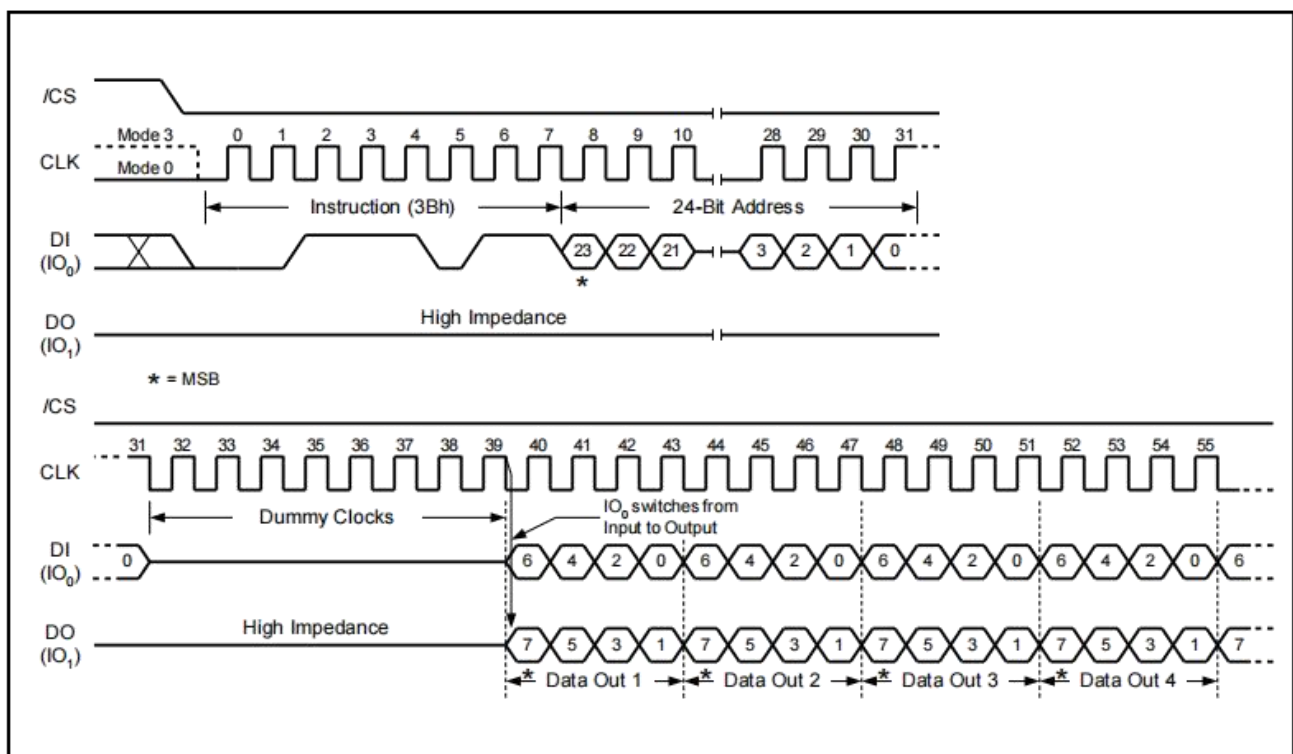 /CS
Mode 3 0 1 2 3 4 5 6 7 8 9 10 28 29 30 31
CLK
Mode 0
Instruction (3Bh) 24-Bit Address
DI
(IO0) 23 22 21 3 2 1 0
*
DO High Impedance
(IO1)
* = MSB
/CS
31 32 33 34 35 36 37 38 39 40 41 42 43 44 45 46 47 48 49 50 51 52 53 54 55
CLK
Dummy Clocks
IO0 switches from
Input to Output
DI
(IO0) 0 6 4 2 0 6 4 2 0 6 4 2 0 6 4 2 0 6
DO High Impedance
(IO1) 7 5 3 1 7 5 3 1 7 5 3 1 7 5 3 1 7
* Data Out 1 * Data Out 2 * Data Out 3 * Data Out 4